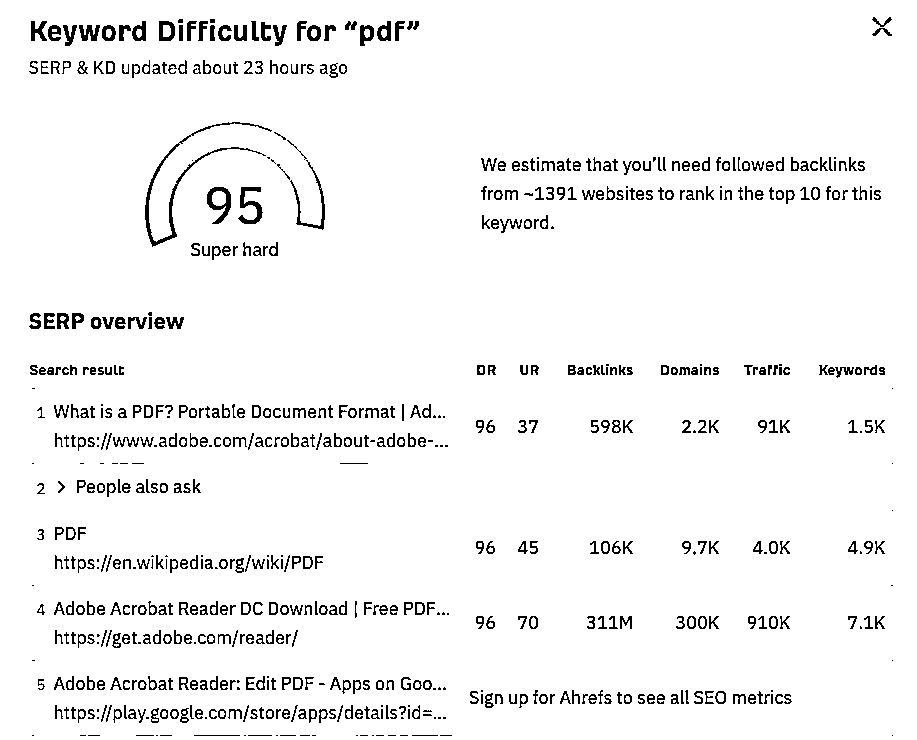 Keyword Difficulty for “pdf”
SERP & KD updated about 23 hours ago
95
Super hard
We estimate that you’ll need followed backlinks
from ~1391 websites to rank in the top 10 for this
keyword.
SERP overview
Search result DR UR Backlinks Domains Traffic Keywords
1 What is a PDF? Portable Document Format | Ad...
https://www.adobe.com/acrobat/about-adobe-... 96 37 598K 2.2K 91K 1.5K
2 > People also ask
3 PDF
https://en.wikipedia.org/wiki/PDF 96 45 106K 9.7K 4.0K 4.9K
4 Adobe Acrobat Reader DC Download | Free PDF...
https://get.adobe.com/reader/ 96 70 311M 300K 910K 7.1K
5 Adobe Acrobat Reader: Edit PDF - Apps on Goo...
https://play.google.com/store/apps/details?id=... Sign up for Ahrefs to see all SEO metrics